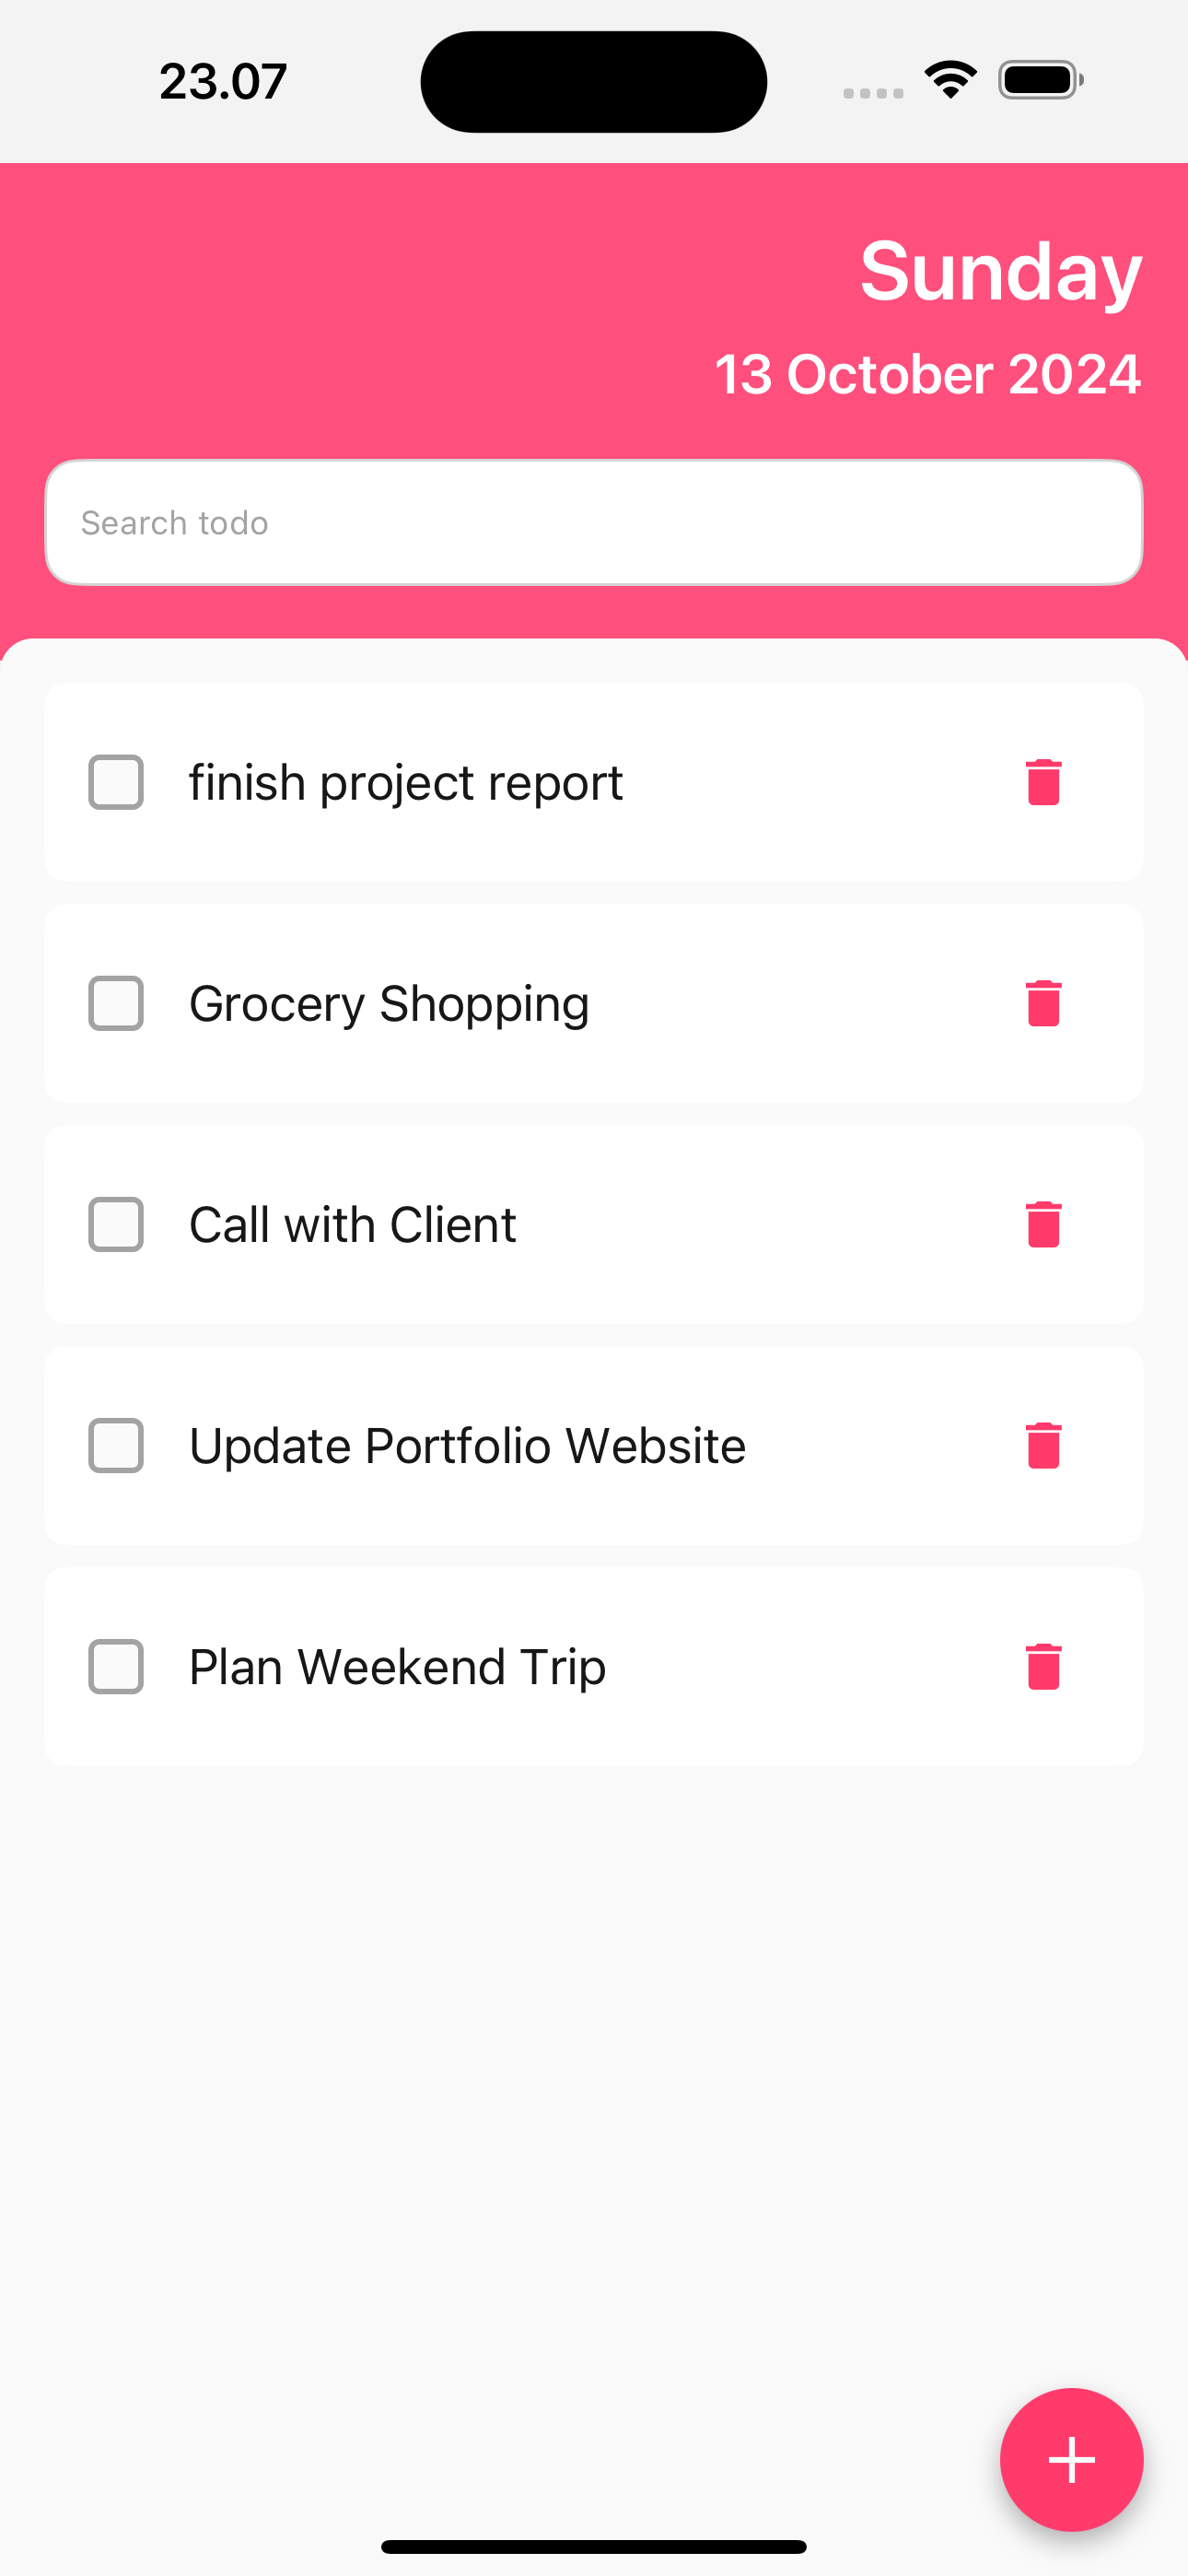 23.07
Sunday
13 October 2024
Search todo
finish project report
Grocery Shopping
Call with Client
Update Portfolio Website
Plan Weekend Trip